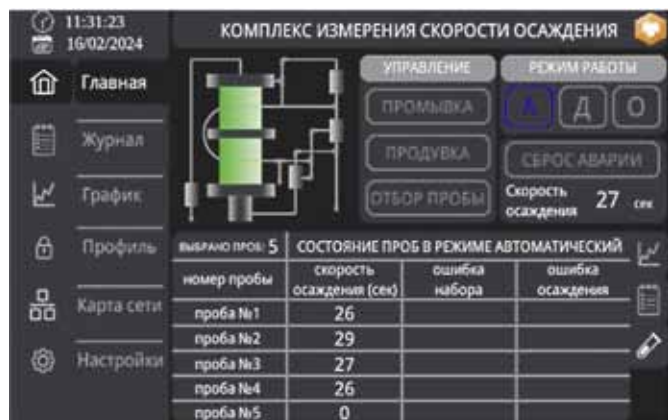 11:31:23
16/02/2024
КОМПЛЕКС ИЗМЕРЕНИЯ СКОРОСТИ ОСАЖДЕНИЯ
Главная
Журнал
График
Профиль
Карта сети
Настройки
УПРАВЛЕНИЕ
ПРОМЫВКА
ПРОДУВКА
ОТБОР ПРОБЫ
РЕЖИМ РАБОТЫ
А Д О
СБРОС АВАРИИ
Скорость
осаждения 27 сек
ВЫБРАНО ПРОБ: 5 СОСТОЯНИЕ ПРОБ В РЕЖИМЕ АВТОМАТИЧЕСКИЙ
номер пробы скорость осаждения (сек) ошибка набора ошибка осаждения
проба №1 26
проба №2 29
проба №3 27
проба №4 26
проба №5 0